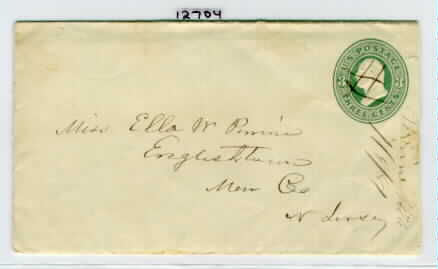 12704
U.S. POSTAGE
THREE CENTS
Miss Ella W Perrine
Englishtown
Mon Co
N Jersey